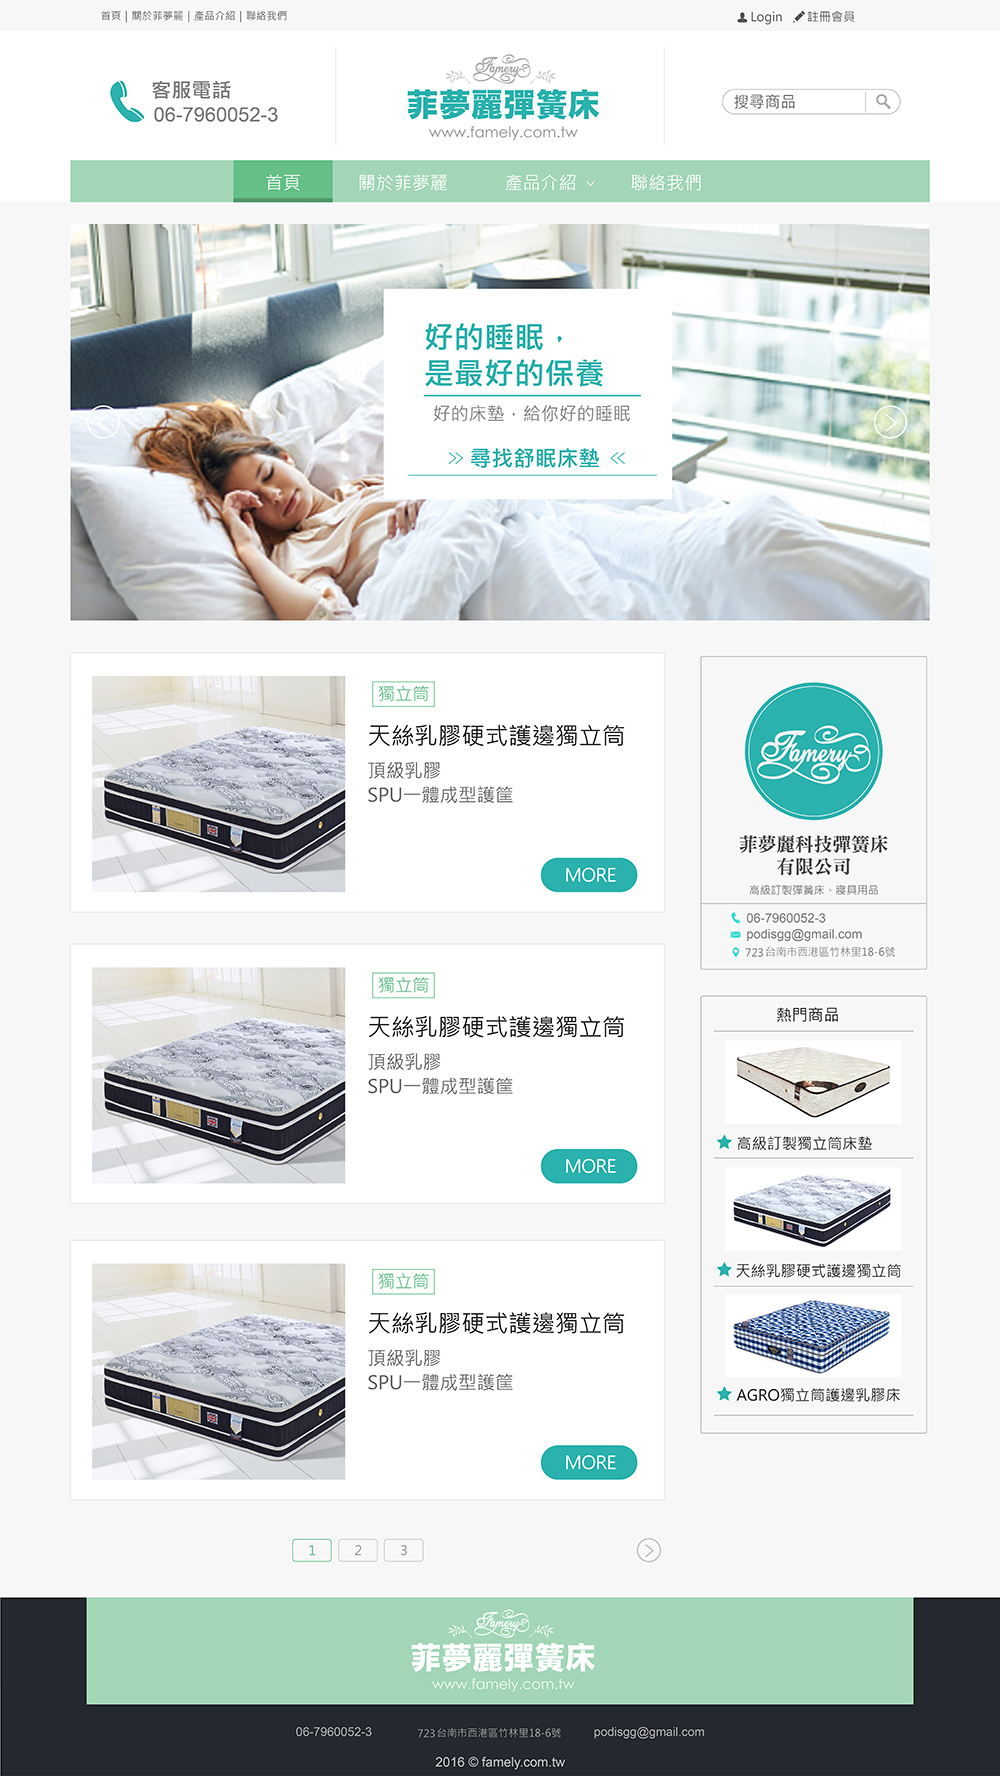 首頁 | 關於菲夢麗 | 產品介紹 | 聯絡我們
Login 註冊會員
客服電話
06-7960052-3
Famery
菲夢麗彈簧床
www.famely.com.tw
搜尋商品
首頁 關於菲夢麗 產品介紹 聯絡我們
好的睡眠，
是最好的保養
好的床墊，給你好的睡眠
尋找舒眠床墊
獨立筒
天絲乳膠硬式護邊獨立筒
頂級乳膠
SPU一體成型護筐
MORE
獨立筒
天絲乳膠硬式護邊獨立筒
頂級乳膠
SPU一體成型護筐
MORE
獨立筒
天絲乳膠硬式護邊獨立筒
頂級乳膠
SPU一體成型護筐
MORE
1 2 3
Famery
菲夢麗科技彈簧床
有限公司
高級訂製彈簧床、寢具用品
06-7960052-3
podisgg@gmail.com
723台南市西港區竹林里18-6號
熱門商品
高級訂製獨立筒床墊
天絲乳膠硬式護邊獨立筒
AGRO獨立筒護邊乳膠床
Famery
菲夢麗彈簧床
www.famely.com.tw
06-7960052-3 723台南市西港區竹林里18-6號 podisgg@gmail.com
2016 © famely.com.tw